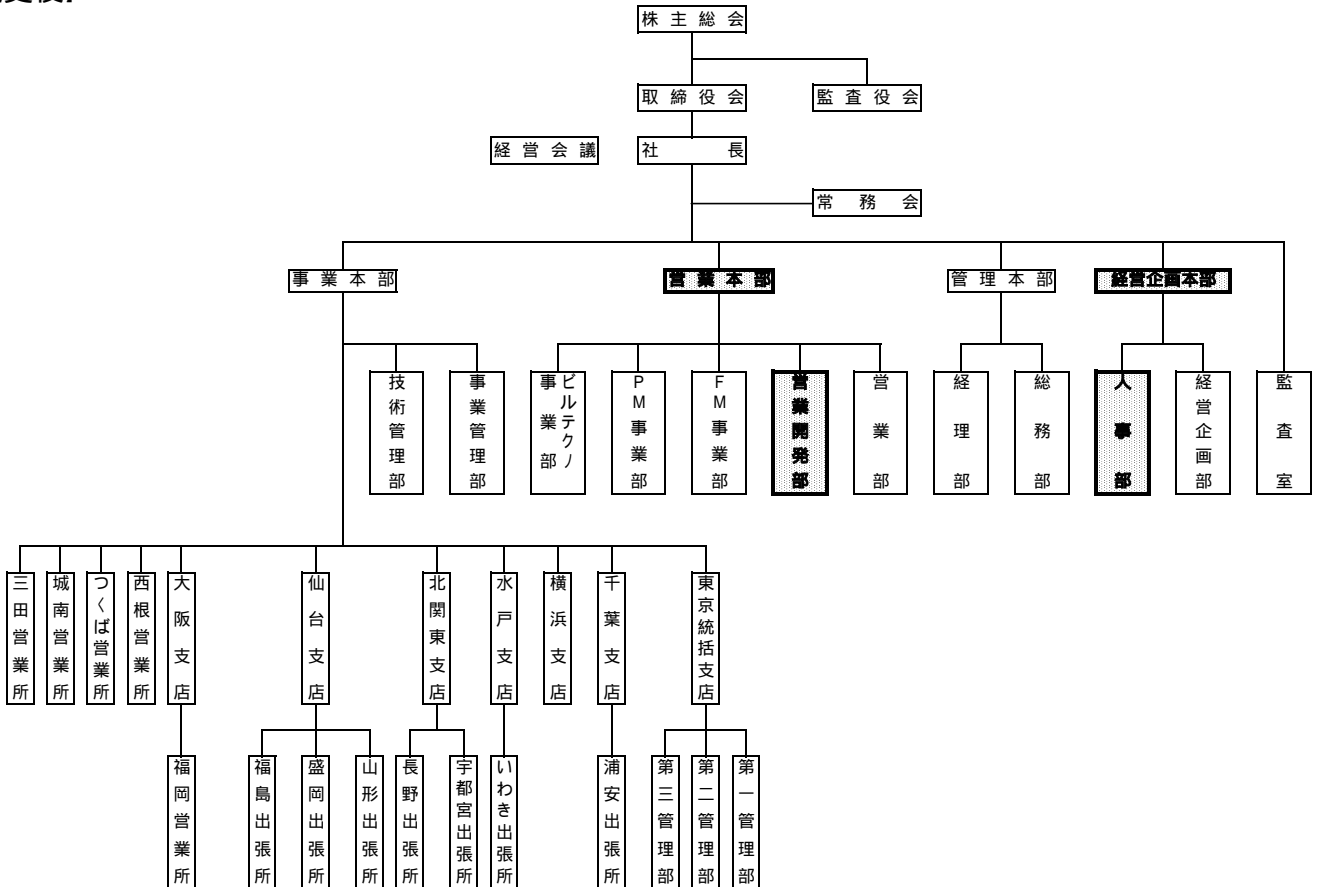 株主総会
取締役会
監査役会
経営会議
社長
常務会
事業本部
営業本部
管理本部
経営企画本部
技術管理部
事業管理部
ビルテクノ
事業部
PM事業部
FM事業部
営業開発部
営業部
経理部
総務部
人事部
経営企画部
監査室
三田営業所
城南営業所
つくば営業所
西根営業所
大阪支店
仙台支店
北関東支店
水戸支店
横浜支店
千葉支店
東京統括支店
福岡営業所
福島出張所
盛岡出張所
山形出張所
長野出張所
宇都宮出張所
いわき出張所
浦安出張所
第三管理部
第二管理部
第一管理部